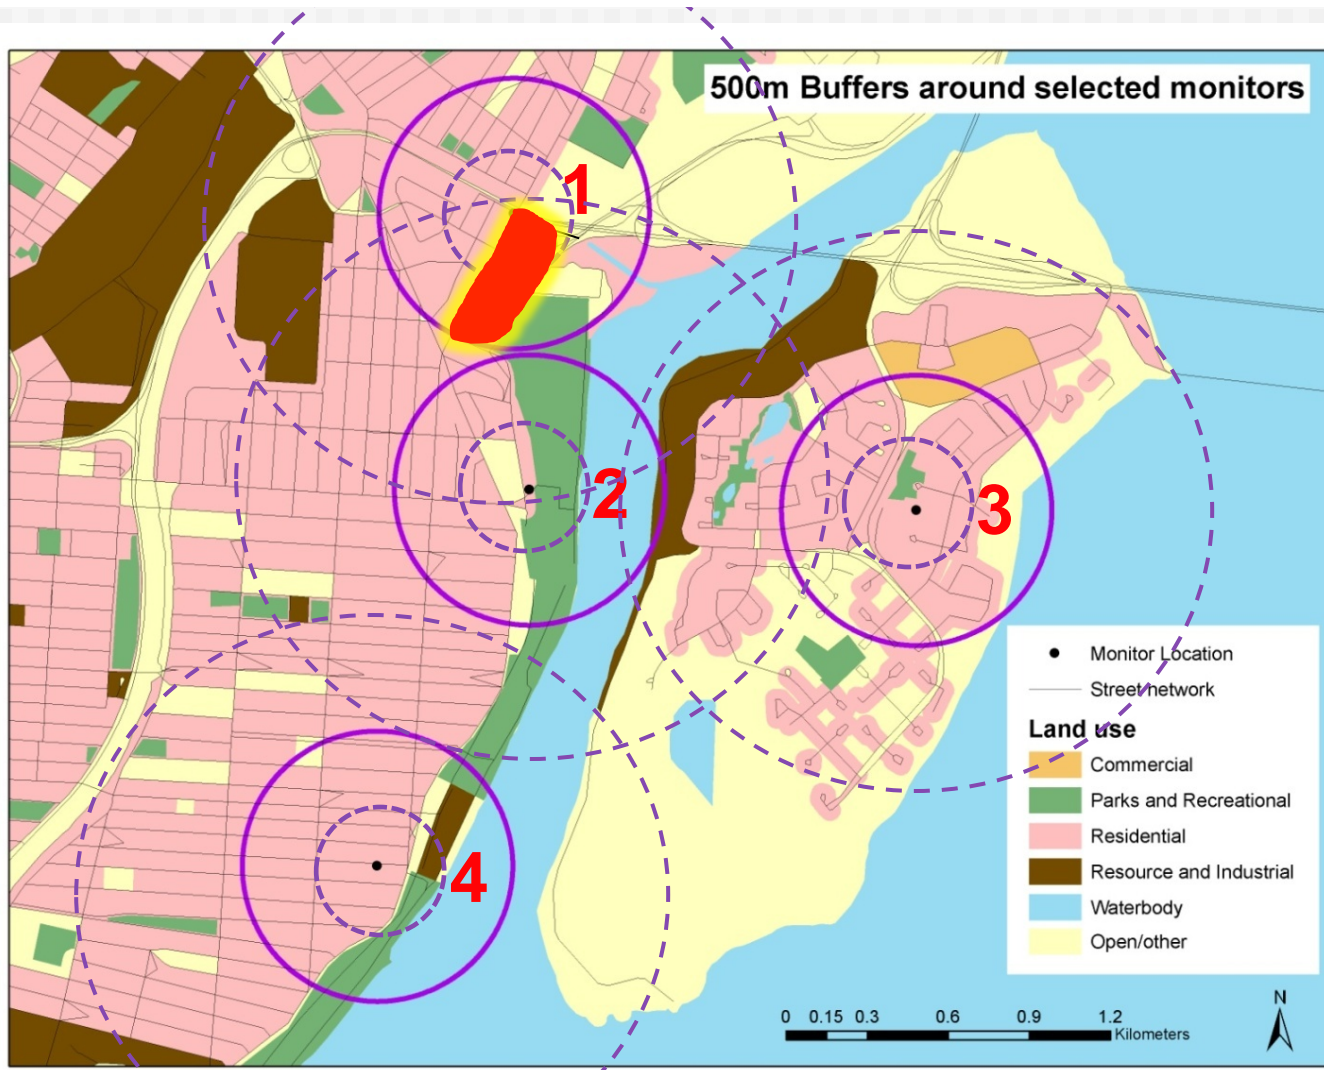 500m Buffers around selected monitors
1
2
3
4
Monitor Location
Street network
Land use
Commercial
Parks and Recreational
Residential
Resource and Industrial
Waterbody
Open/other
N
0 0.15 0.3 0.6 0.9 1.2
Kilometers